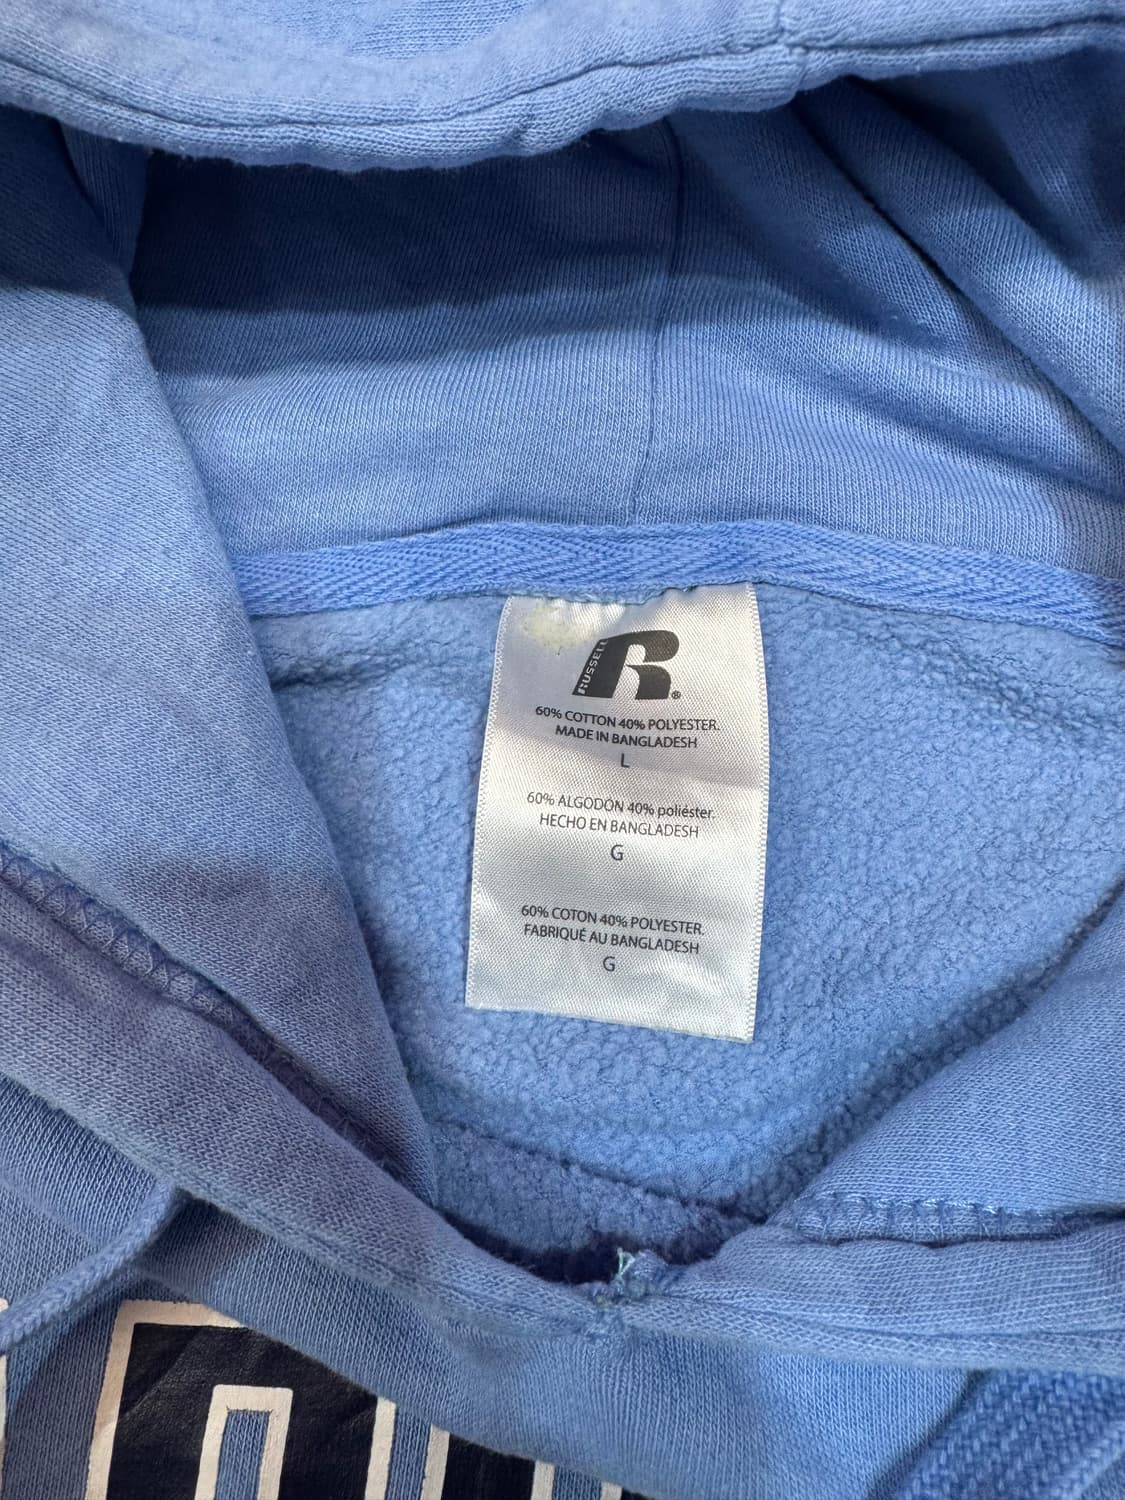 RUSSELL
R®
60% COTTON 40% POLYESTER.
MADE IN BANGLADESH
L
60% ALGODÓN 40% poliéster.
HECHO EN BANGLADESH
G
60% COTON 40% POLYESTER.
FABRIQUÉ AU BANGLADESH
G